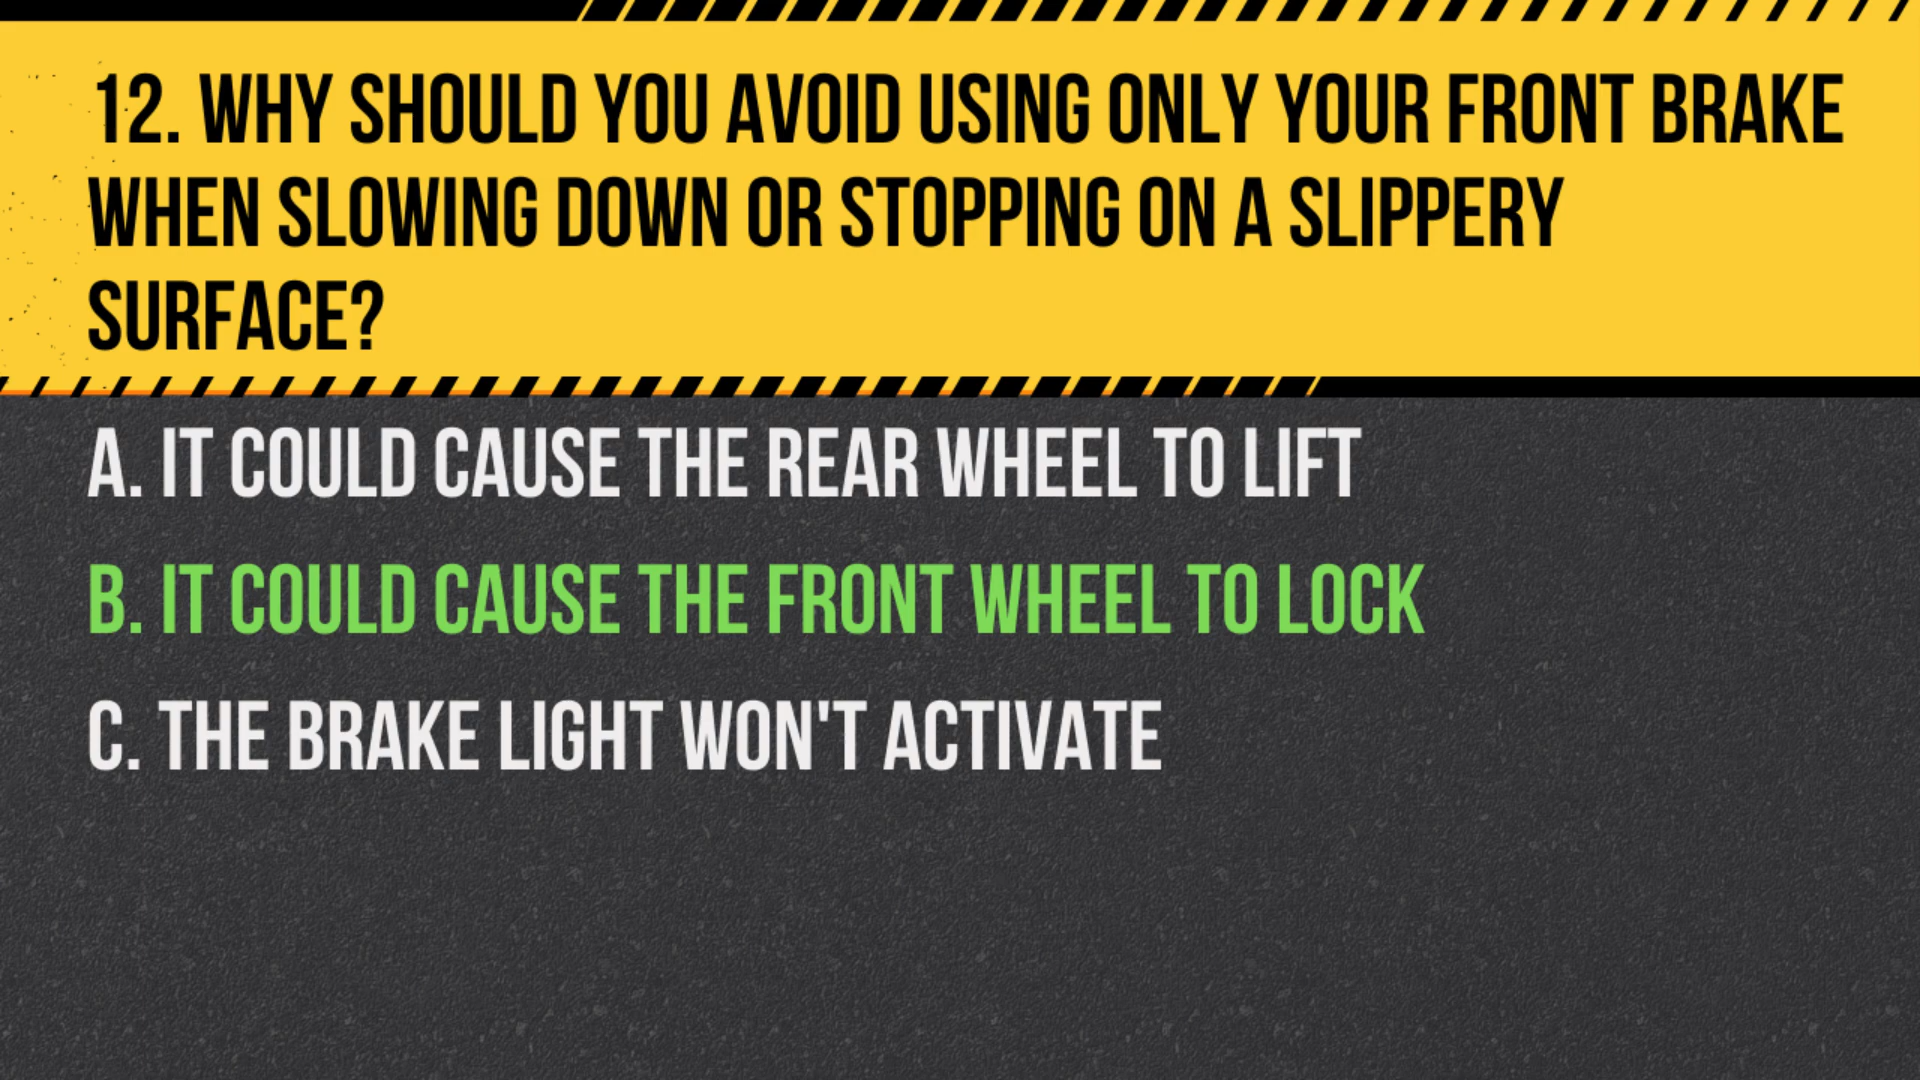 12. WHY SHOULD YOU AVOID USING ONLY YOUR FRONT BRAKE
WHEN SLOWING DOWN OR STOPPING ON A SLIPPERY
SURFACE?
A. IT COULD CAUSE THE REAR WHEEL TO LIFT
B. IT COULD CAUSE THE FRONT WHEEL TO LOCK
C. THE BRAKE LIGHT WON'T ACTIVATE